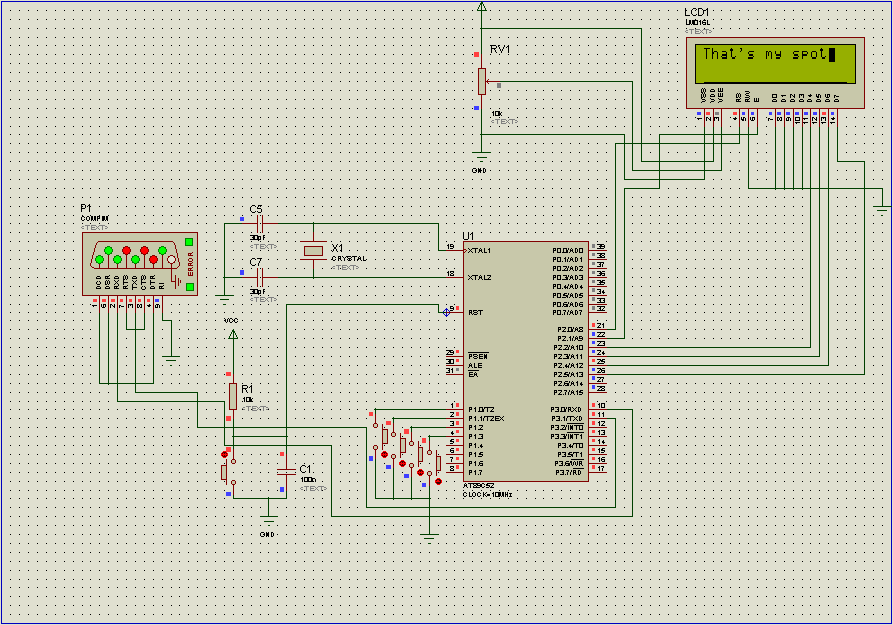 LCD1
LM016L
<TEXT>
That's my spot
VSS
VDD
VEE
RS
RW
E
D0
D1
D2
D3
D4
D5
D6
D7
1
2
3
4
5
6
7
8
9
10
11
12
13
14
RV1
10k
<TEXT>
GND
P1
COMPIM
<TEXT>
ERROR
DCD
DSR
RXD
RTS
TXD
CTS
DTR
RI
1
6
2
7
3
8
4
9
C5
30pF
<TEXT>
C7
30pF
<TEXT>
X1
CRYSTAL
<TEXT>
VCC
R1
10k
<TEXT>
C1
100n
<TEXT>
GND
U1
19 XTAL1
18 XTAL2
9 RST
29 PSEN
30 ALE
31 EA
1 P1.0/T2
2 P1.1/T2EX
3 P1.2
4 P1.3
5 P1.4
6 P1.5
7 P1.6
8 P1.7
P0.0/AD0 39
P0.1/AD1 38
P0.2/AD2 37
P0.3/AD3 36
P0.4/AD4 35
P0.5/AD5 34
P0.6/AD6 33
P0.7/AD7 32
P2.0/A8 21
P2.1/A9 22
P2.2/A10 23
P2.3/A11 24
P2.4/A12 25
P2.5/A13 26
P2.6/A14 27
P2.7/A15 28
P3.0/RXD 10
P3.1/TXD 11
P3.2/INT0 12
P3.3/INT1 13
P3.4/T0 14
P3.5/T1 15
P3.6/WR 16
P3.7/RD 17
AT89C52
CLOCK=10MHz